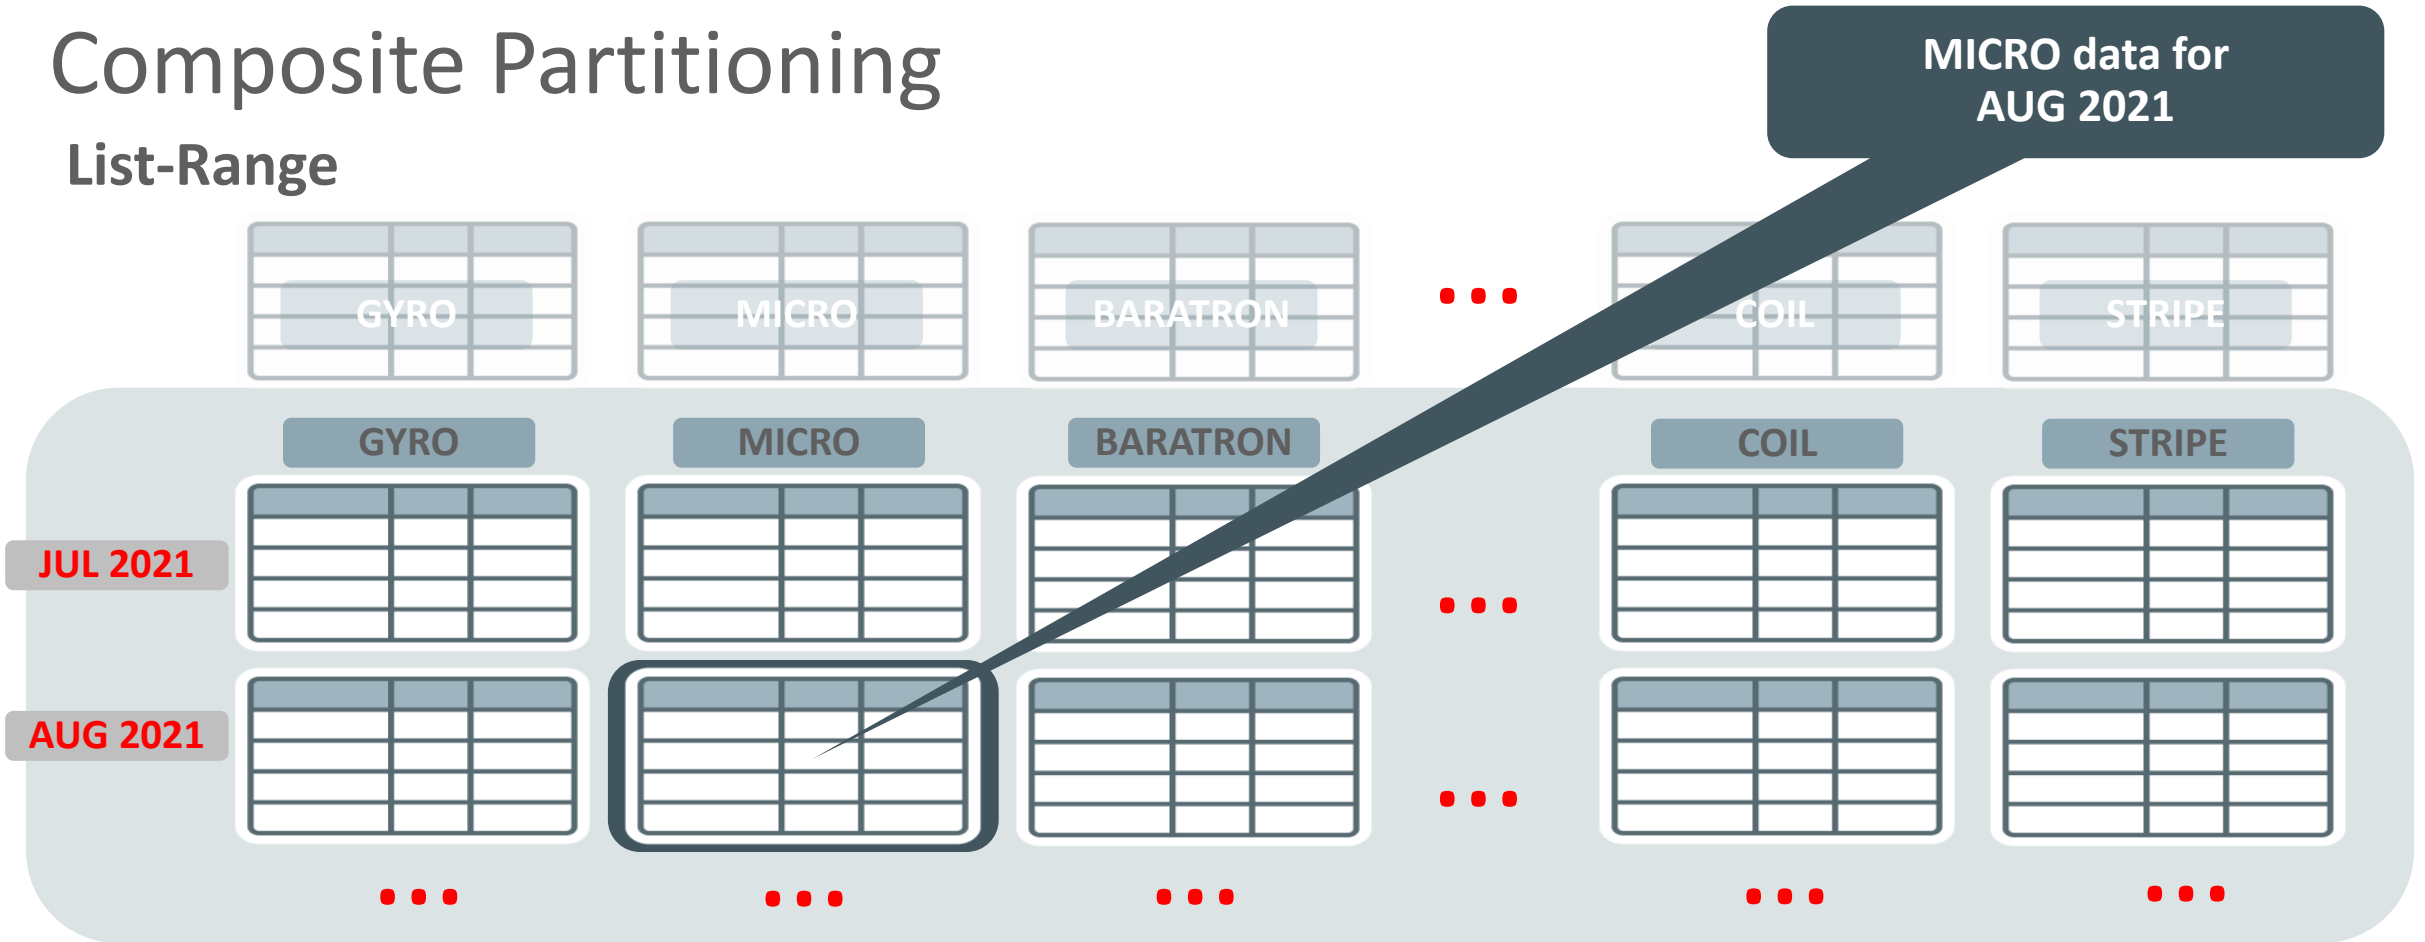 Composite Partitioning
List-Range
MICRO data for
AUG 2021
GYRO MICRO BARATRON ... COIL STRIPE
GYRO MICRO BARATRON COIL STRIPE
JUL 2021 ...
AUG 2021 ...
... ... ... ... ...